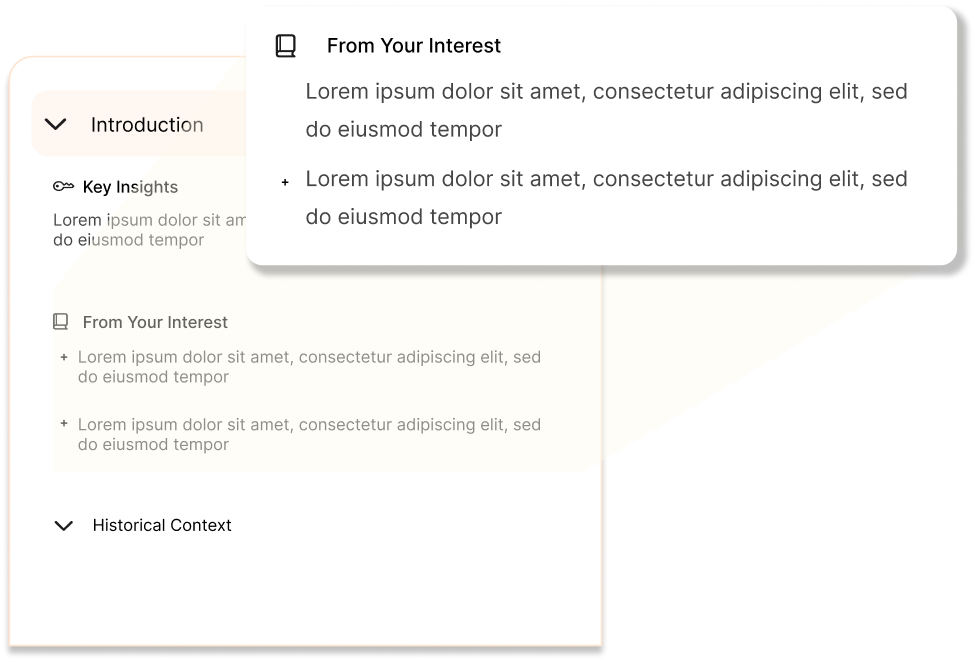 From Your Interest
Lorem ipsum dolor sit amet, consectetur adipiscing elit, sed
do eiusmod tempor
+ Lorem ipsum dolor sit amet, consectetur adipiscing elit, sed
do eiusmod tempor
Introduction
Key Insights
Lorem ipsum dolor sit am
do eiusmod tempor
From Your Interest
+ Lorem ipsum dolor sit amet, consectetur adipiscing elit, sed
do eiusmod tempor
+ Lorem ipsum dolor sit amet, consectetur adipiscing elit, sed
do eiusmod tempor
Historical Context